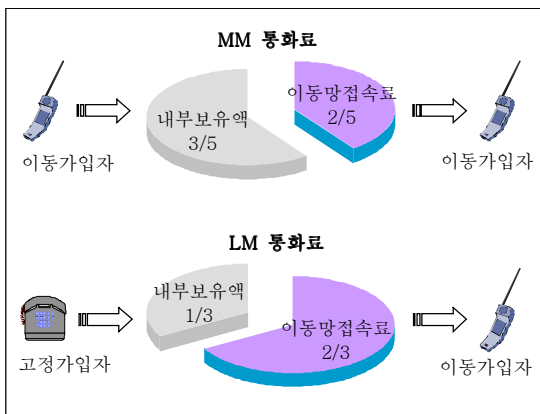 MM 통화료
이동망접속료
2/5
내부보유액
3/5
이동가입자
이동가입자
LM 통화료
내부보유액
1/3
이동망접속료
2/3
고정가입자
이동가입자